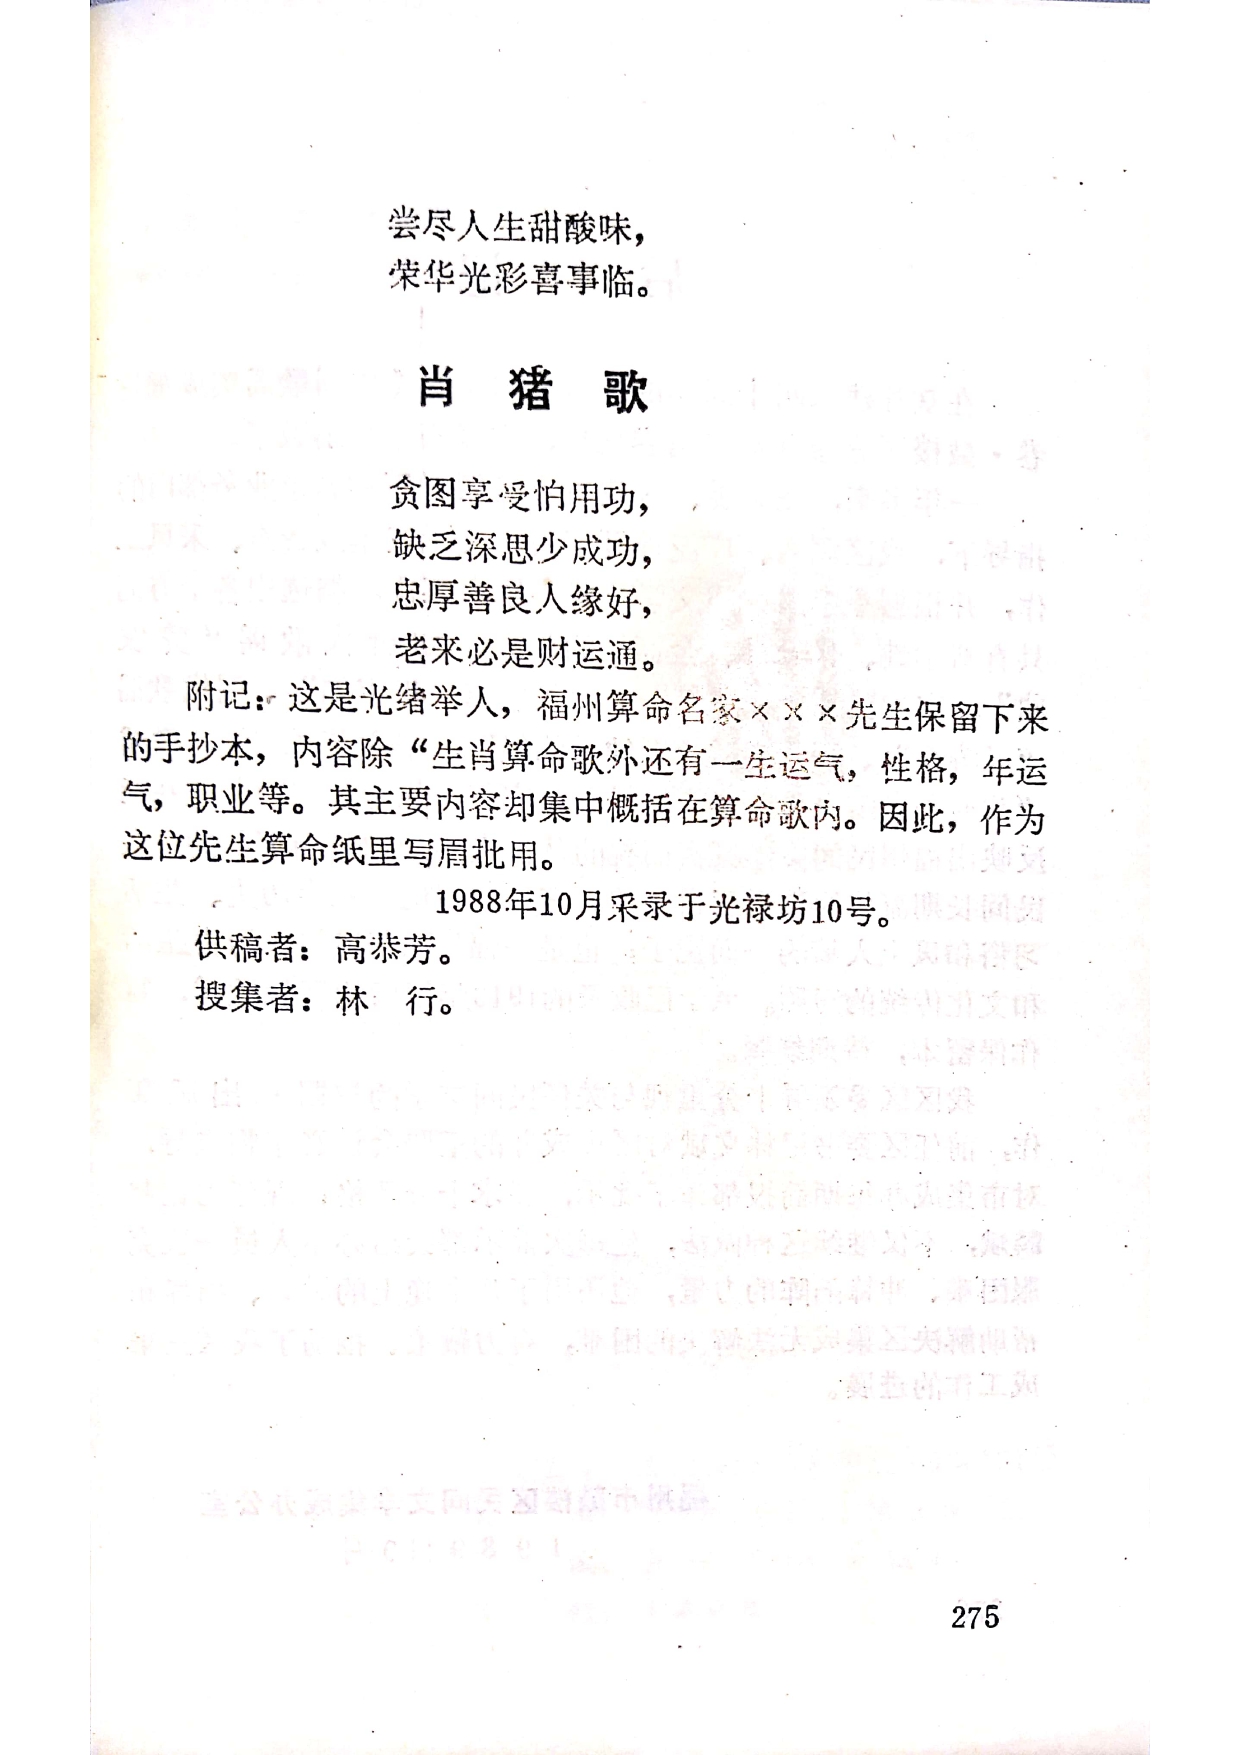 尝尽人生甜酸味，
荣华光彩喜事临。
肖 猪 歌
贪图享受怕用功，
缺乏深思少成功，
忠厚善良人缘好，
老来必是财运通。
附记：这是光绪举人，福州算命名家×××先生保留下来
的手抄本，内容除“生肖算命歌外还有一生运气，性格，年运
气，职业等。其主要内容却集中概括在算命歌内。因此，作为
这位先生算命纸里写眉批用。
1988年10月采录于光禄坊10号。
供稿者：高恭芳。
搜集者：林 行。
275